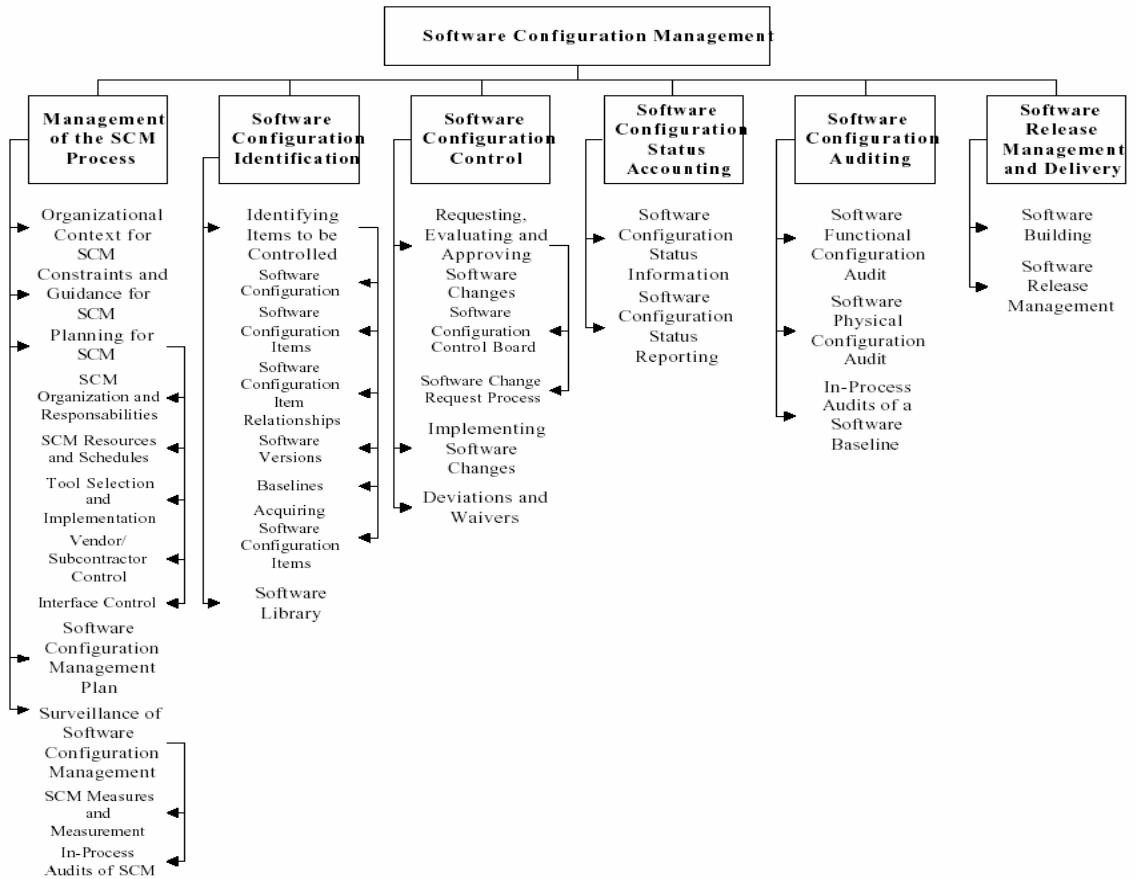 Software Configuration Management
Management
of the SCM
Process
Organizational
Context for
SCM
Constraints and
Guidance for
SCM
Planning for
SCM
SCM
Organization and
Responsabilities
SCM Resources
and Schedules
Tool Selection
and
Implementation
Vendor/
Subcontractor
Control
Interface Control
Software
Configuration
Management
Plan
Surveillance of
Software
Configuration
Management
SCM Measures
and
Measurement
In-Process
Audits of SCM
Software
Configuration
Identification
Identifying
Items to be
Controlled
Software
Configuration
Software
Configuration
Items
Software
Configuration
Item
Relationships
Software
Versions
Baselines
Acquiring
Software
Configuration
Items
Software
Library
Software
Configuration
Control
Requesting,
Evaluating and
Approving
Software
Changes
Software
Configuration
Control Board
Software Change
Request Process
Implementing
Software
Changes
Deviations and
Waivers
Software
Configuration
Status
Accounting
Software
Configuration
Status
Information
Software
Configuration
Status
Reporting
Software
Configuration
Auditing
Software
Functional
Configuration
Audit
Software
Physical
Configuration
Audit
In-Process
Audits of a
Software
Baseline
Software
Release
Management
and Delivery
Software
Building
Software
Release
Management